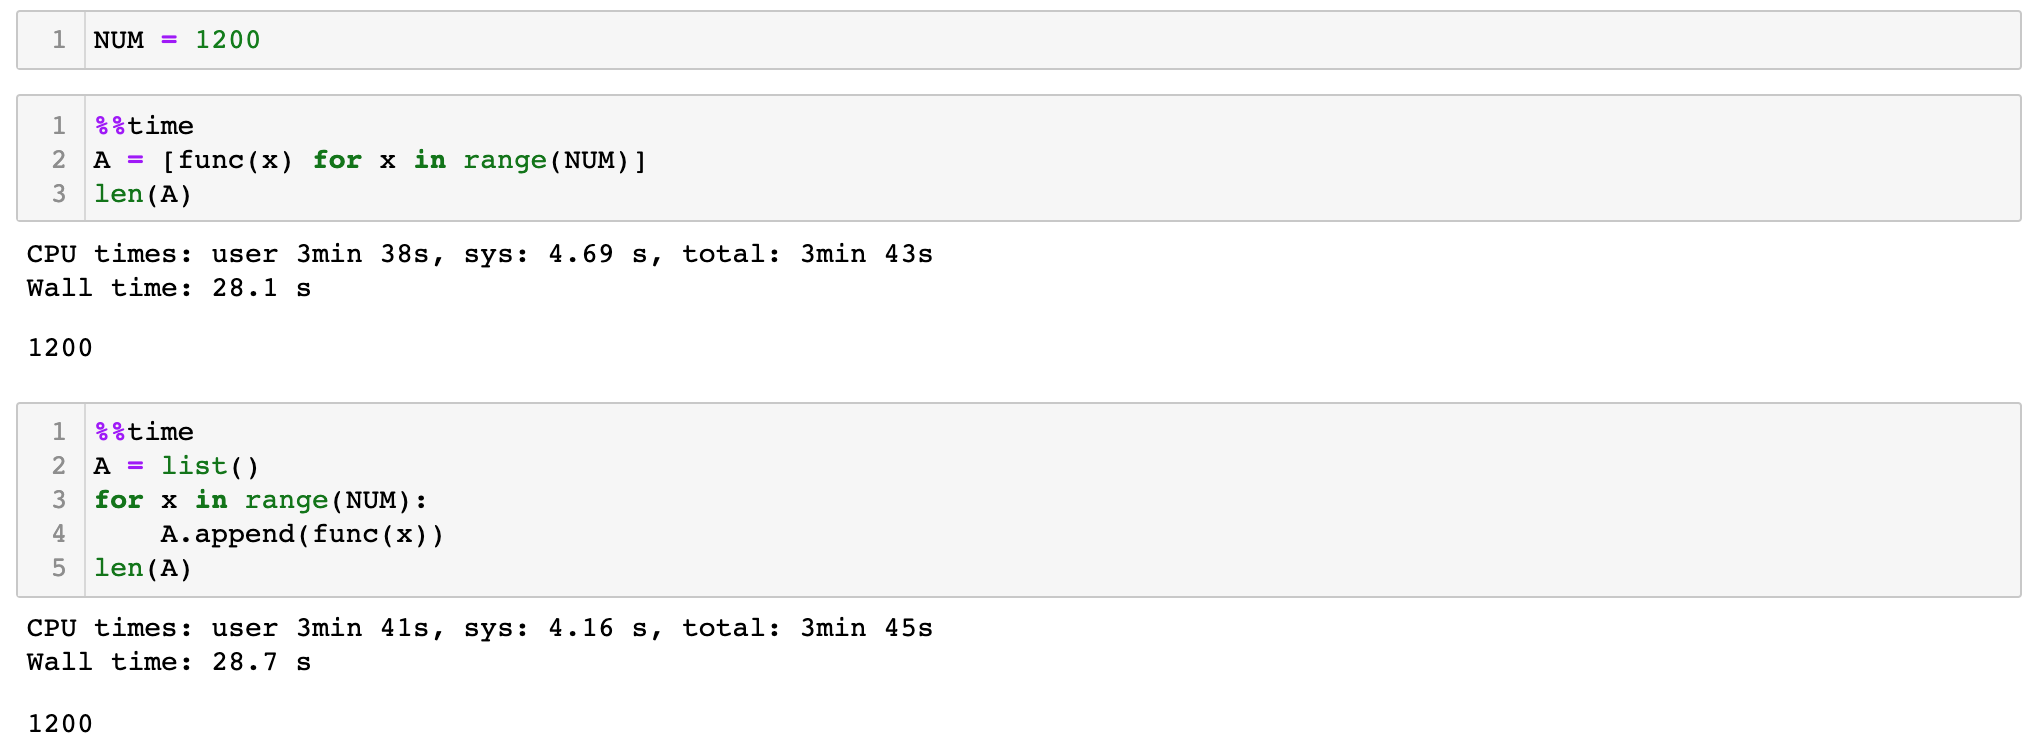 1 NUM = 1200
1 %%time
2 A = [func(x) for x in range(NUM)]
3 len(A)
CPU times: user 3min 38s, sys: 4.69 s, total: 3min 43s
Wall time: 28.1 s
1200
1 %%time
2 A = list()
3 for x in range(NUM):
4     A.append(func(x))
5 len(A)
CPU times: user 3min 41s, sys: 4.16 s, total: 3min 45s
Wall time: 28.7 s
1200